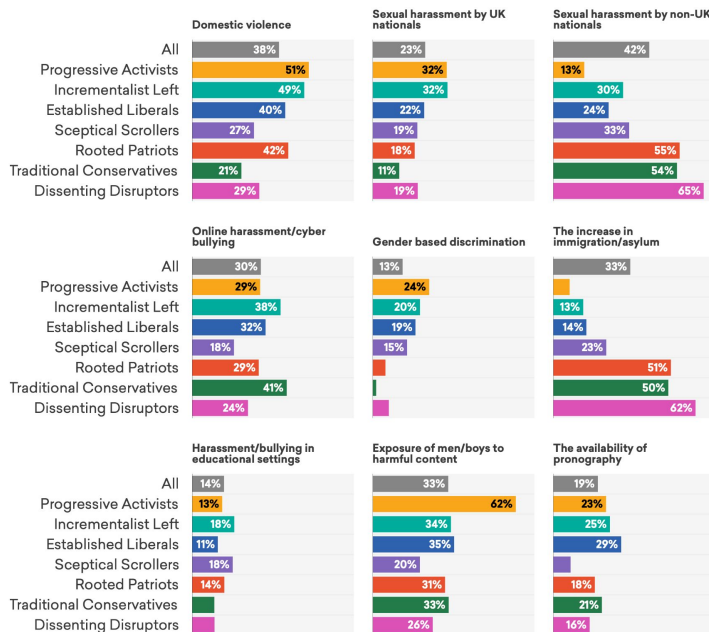 Domestic violence
Sexual harassment by UK
nationals
Sexual harassment by non-UK
nationals
All 38% 23% 42%
Progressive Activists 51% 32% 13%
Incrementalist Left 49% 32% 30%
Established Liberals 40% 22% 24%
Sceptical Scrollers 27% 19% 33%
Rooted Patriots 42% 18% 55%
Traditional Conservatives 21% 11% 54%
Dissenting Disruptors 29% 19% 65%
Online harassment/cyber
bullying
Gender based discrimination
The increase in
immigration/asylum
All 30% 13% 33%
Progressive Activists 29% 24%
Incrementalist Left 38% 20% 13%
Established Liberals 32% 19% 14%
Sceptical Scrollers 18% 15% 23%
Rooted Patriots 29% 51%
Traditional Conservatives 41% 50%
Dissenting Disruptors 24% 62%
Harassment/bullying in
educational settings
Exposure of men/boys to
harmful content
The availability of
pronography
All 14% 33% 19%
Progressive Activists 13% 62% 23%
Incrementalist Left 18% 34% 25%
Established Liberals 11% 35% 29%
Sceptical Scrollers 18% 20%
Rooted Patriots 14% 31% 18%
Traditional Conservatives 33% 21%
Dissenting Disruptors 26% 16%